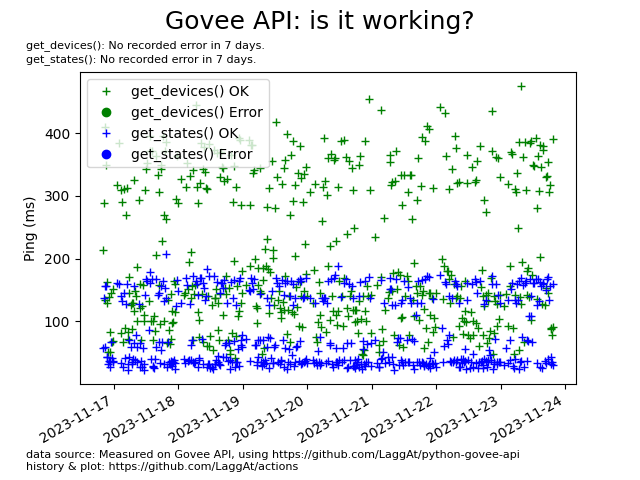 Govee API: is it working?
get_devices(): No recorded error in 7 days.
get_states(): No recorded error in 7 days.
get_devices() OK
get_devices() Error
get_states() OK
get_states() Error
Ping (ms)
400
300
200
100
2023-11-17
2023-11-18
2023-11-19
2023-11-20
2023-11-21
2023-11-22
2023-11-23
2023-11-24
data source: Measured on Govee API, using https://github.com/LaggAt/python-govee-api
history & plot: https://github.com/LaggAt/actions